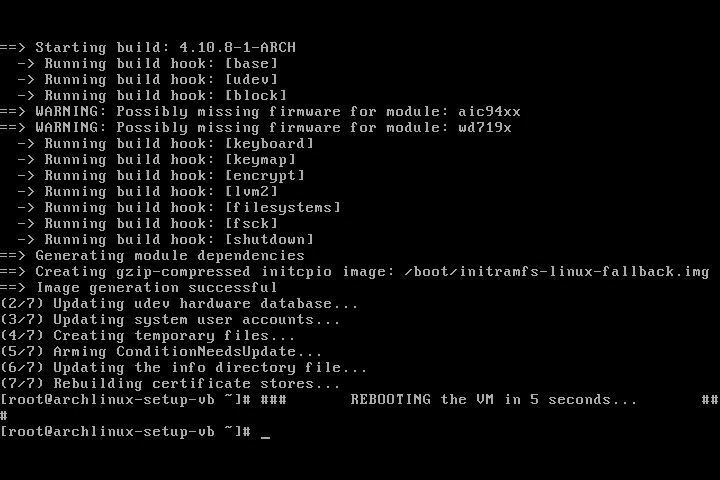 ==> Starting build: 4.10.8-1-ARCH
  -> Running build hook: [base]
  -> Running build hook: [udev]
  -> Running build hook: [block]
==> WARNING: Possibly missing firmware for module: aic94xx
==> WARNING: Possibly missing firmware for module: wd719x
  -> Running build hook: [keyboard]
  -> Running build hook: [keymap]
  -> Running build hook: [encrypt]
  -> Running build hook: [lvm2]
  -> Running build hook: [filesystems]
  -> Running build hook: [fsck]
  -> Running build hook: [shutdown]
==> Generating module dependencies
==> Creating gzip-compressed initcpio image: /boot/initramfs-linux-fallback.img
==> Image generation successful
(2/7) Updating udev hardware database...
(3/7) Updating system user accounts...
(4/7) Creating temporary files...
(5/7) Arming ConditionNeedsUpdate...
(6/7) Updating the info directory file...
(7/7) Rebuilding certificate stores...
[root@archlinux-setup-vb ~]# ###       REBOOTING the VM in 5 seconds...       ##
#
[root@archlinux-setup-vb ~]# _